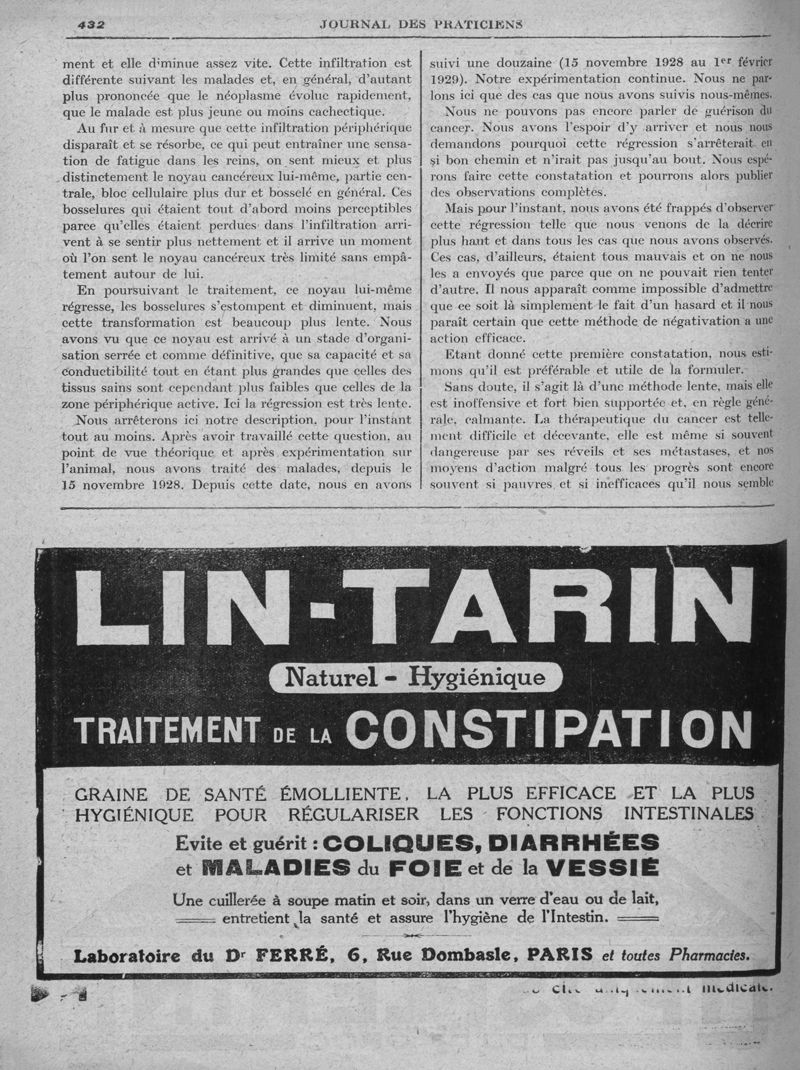 432
JOURNAL DES PRATICIENS
ment et elle diminue assez vite. Cette infiltration est
différente suivant les malades et, en général, d'autant
plus prononcée que le néoplasme évolue rapidement,
que le malade est plus jeune ou moins cachectique.
Au fur et à mesure que cette infiltration périphérique
disparaît et se résorbe, ce qui peut entraîner une sensa-
tion de fatigue dans les reins, on sent mieux et plus
distinctement le noyau cancéreux lui-même, partie cen-
trale, bloc cellulaire plus dur et bosselé en général. Ces
bosselures qui étaient tout d'abord moins perceptibles
parce qu'elles étaient perdues dans l'infiltration arri-
vent à se sentir plus nettement et il arrive un moment
où l'on sent le noyau cancéreux très limité sans empâ-
tement autour de lui.
En poursuivant le traitement, ce noyau lui-même
régresse, les bosselures s'estompent et diminuent, mais
cette transformation est beaucoup plus lente. Nous
avons vu que ce noyau est arrivé à un stade d'organi-
sation serrée et comme définitive, que sa capacité et sa
conductibilité tout en étant plus grandes que celles des
tissus sains sont cependant plus faibles que celles de la
zone périphérique active. Ici la régression est très lente.
Nous arrêterons ici notre description, pour l'instant
tout au moins. Après avoir travaillé cette question, au
point de vue théorique et après expérimentation sur
l'animal, nous avons traité des malades, depuis le
15 novembre 1928. Depuis cette date, nous en avons
suivi une douzaine (15 novembre 1928 au 1er février
1929). Notre expérimentation continue. Nous ne par-
lons ici que des cas que nous avons suivis nous-mêmes.
Nous ne pouvons pas encore parler de guérison du
cancer. Nous avons l'espoir d'y arriver et nous nous
demandons pourquoi cette régression s'arrêterait en
si bon chemin et n'irait pas jusqu'au bout. Nous espé-
rons faire cette constatation et pourrons alors publier
des observations complètes.
Mais pour l'instant, nous avons été frappés d'observer
cette régression telle que nous venons de la décrire
plus haut et dans tous les cas que nous avons observés.
Ces cas, d'ailleurs, étaient tous mauvais et on ne nous
les a envoyés que parce que on ne pouvait rien tenter
d'autre. Il nous apparaît comme impossible d'admettre
que ce soit là simplement le fait d'un hasard et il nous
paraît certain que cette méthode de négativation a une
action efficace.
Etant donné cette première constatation, nous esti-
mons qu'il est préférable et utile de la formuler.
Sans doute, il s'agit là d'une méthode lente, mais elle
est inoffensive et fort bien supportée et, en règle géné-
rale, calmante. La thérapeutique du cancer est telle-
ment difficile et décevante, elle est même si souvent
dangereuse par ses réveils et ses métastases, et nos
moyens d'action malgré tous les progrès sont encore
souvent si pauvres et si inefficaces qu'il nous semble
LIN-TARIN
Naturel - Hygiénique
TRAITEMENT DE LA CONSTIPATION
GRAINE DE SANTÉ ÉMOLLIENTE, LA PLUS EFFICACE ET LA PLUS
HYGIÉNIQUE POUR RÉGULARISER LES FONCTIONS INTESTINALES
Evite et guérit : COLIQUES, DIARRHÉES
et MALADIES du FOIE et de la VESSIE
Une cuillerée à soupe matin et soir, dans un verre d'eau ou de lait,
entretient la santé et assure l'hygiène de l'Intestin.
Laboratoire du Dr FERRÉ, 6, Rue Dombasle, PARIS et toutes Pharmacies.